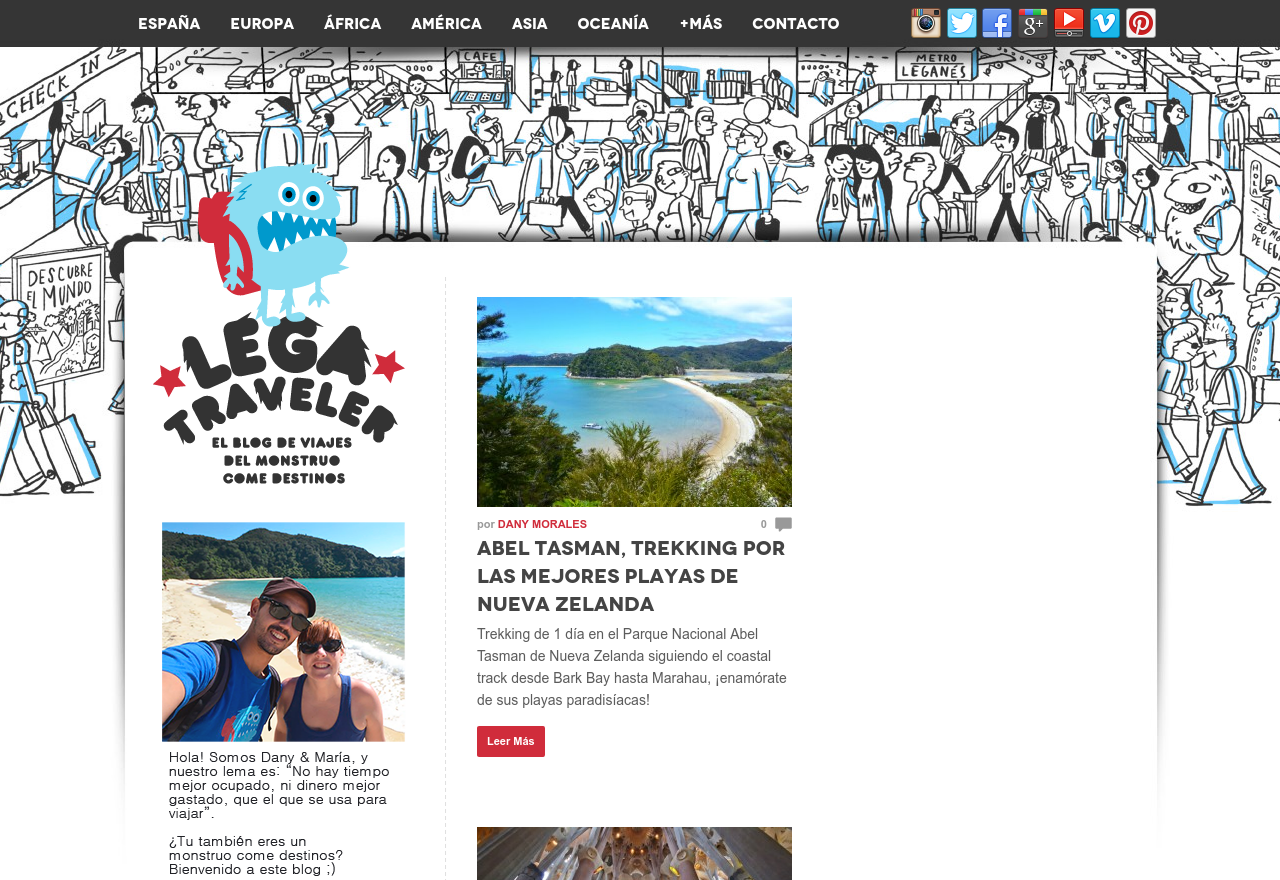 ESPAÑA EUROPA ÁFRICA AMÉRICA ASIA OCEANÍA +MÁS CONTACTO
CHECK IN
CAFE
METRO
LEGANÉS
D M
HOLA
DESCUBRE
EL MUNDO
LEGA
TRAVELER
EL BLOG DE VIAJES
DEL MONSTRUO
COME DESTINOS
Hola! Somos Dany & María, y
nuestro lema es: “No hay tiempo
mejor ocupado, ni dinero mejor
gastado, que el que se usa para
viajar”.
¿Tu también eres un
monstruo come destinos?
Bienvenido a este blog ;)
por DANY MORALES 0
ABEL TASMAN, TREKKING POR
LAS MEJORES PLAYAS DE
NUEVA ZELANDA
Trekking de 1 día en el Parque Nacional Abel
Tasman de Nueva Zelanda siguiendo el coastal
track desde Bark Bay hasta Marahau, ¡enamórate
de sus playas paradisíacas!
Leer Más